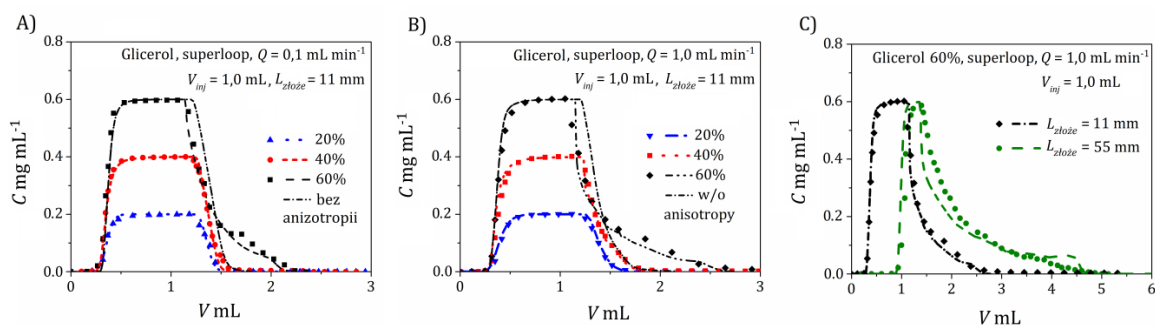 A)
Glicerol, superloop, Q = 0,1 mL min⁻¹
V_inj = 1,0 mL, L_złoże = 11 mm
20%
40%
60%
bez
anizotropii
C mg mL⁻¹
0.8
0.6
0.4
0.2
0.0
0 1 2 3
V mL
B)
Glicerol, superloop, Q = 1,0 mL min⁻¹
V_inj = 1,0 mL, L_złoże = 11 mm
20%
40%
60%
w/o
anisotropy
C mg mL⁻¹
0.8
0.6
0.4
0.2
0.0
0 1 2 3
V mL
C)
Glicerol 60%, superloop, Q = 1,0 mL min⁻¹
V_inj = 1,0 mL
L_złoże = 11 mm
L_złoże = 55 mm
C mg mL⁻¹
0.8
0.6
0.4
0.2
0.0
0 1 2 3 4 5 6
V mL